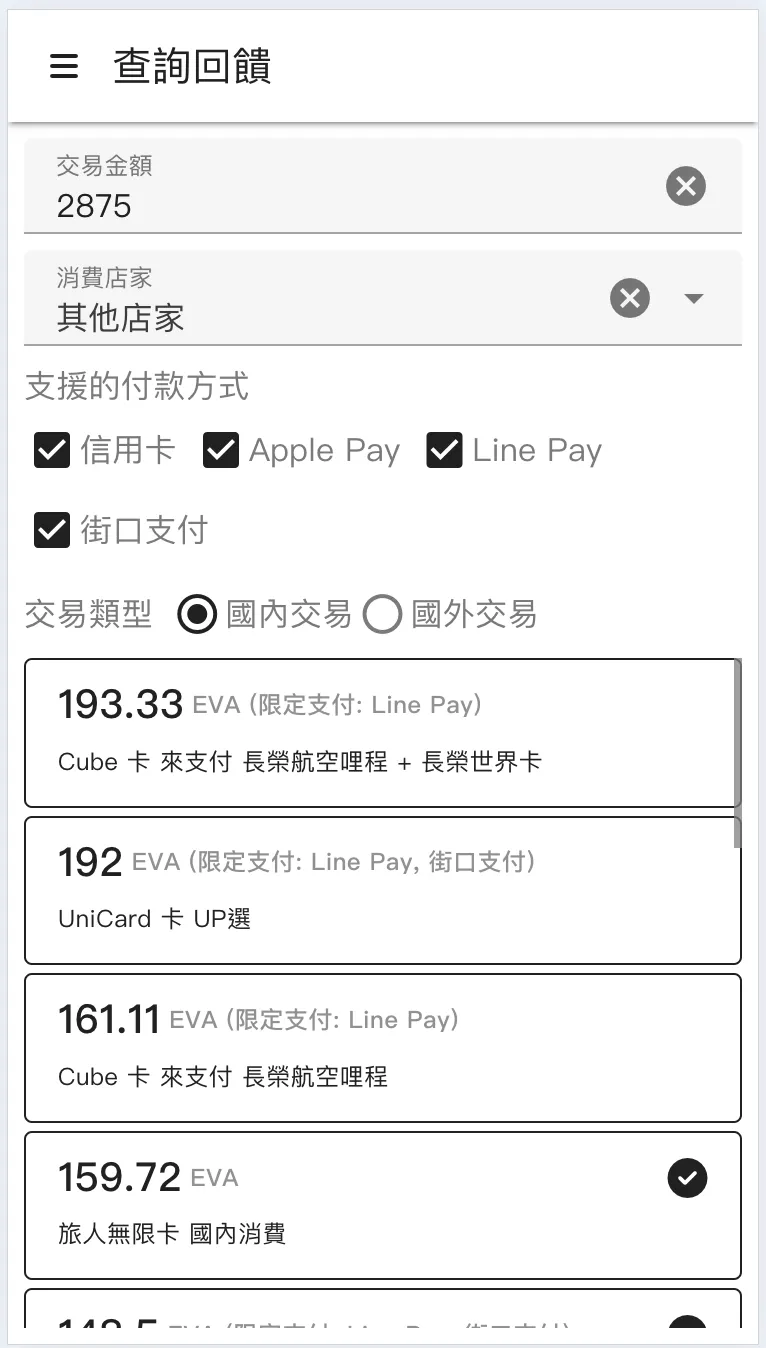 查詢回饋
交易金額
2875
消費店家
其他店家
支援的付款方式
信用卡 Apple Pay Line Pay
街口支付
交易類型 國內交易 國外交易
193.33 EVA (限定支付: Line Pay)
Cube 卡 來支付 長榮航空哩程 + 長榮世界卡
192 EVA (限定支付: Line Pay, 街口支付)
UniCard 卡 UP選
161.11 EVA (限定支付: Line Pay)
Cube 卡 來支付 長榮航空哩程
159.72 EVA
旅人無限卡 國內消費